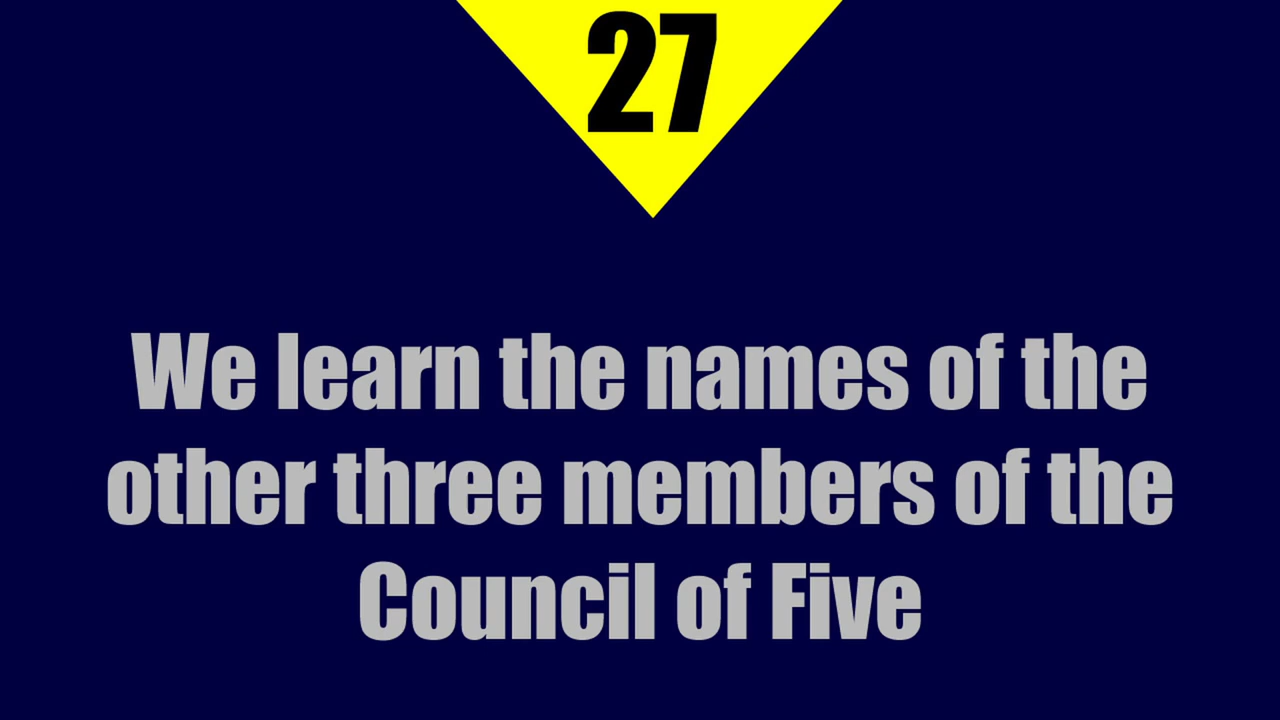 27
We learn the names of the
other three members of the
Council of Five